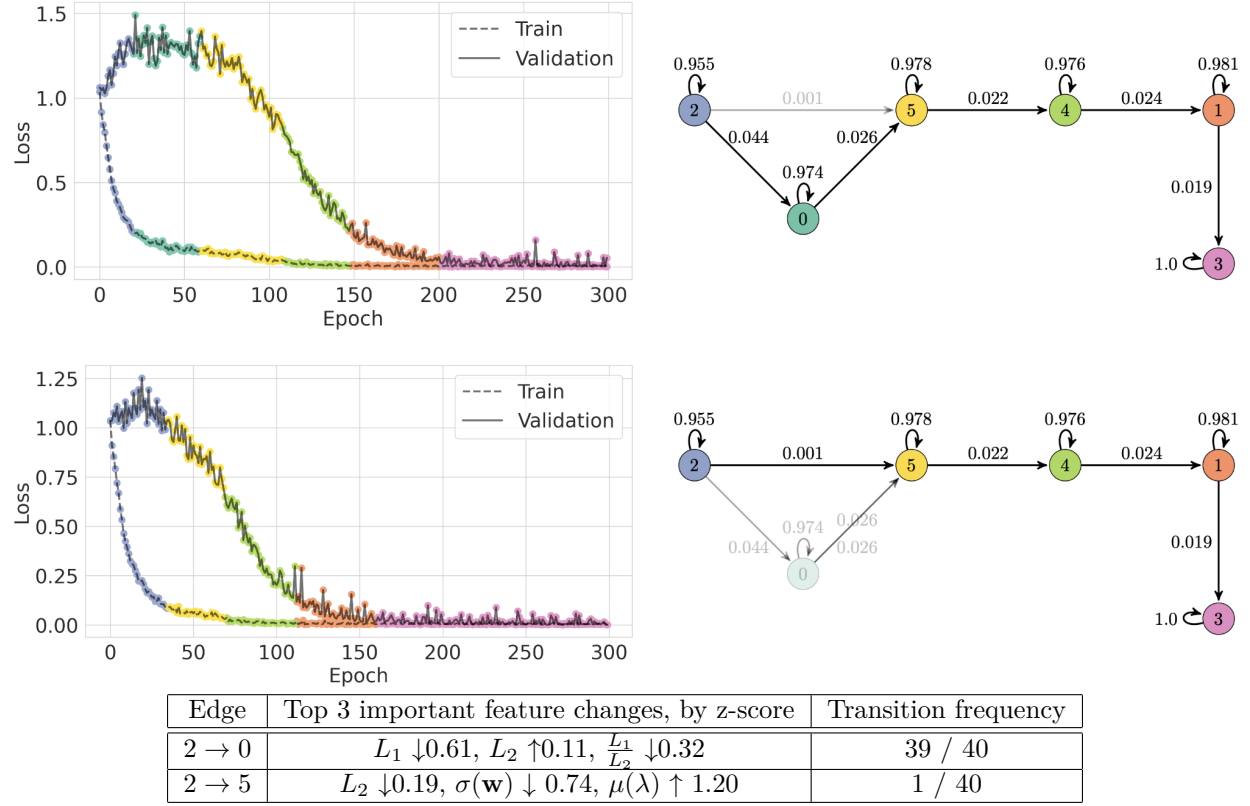 1.5
1.0
0.5
0.0
Loss
0 50 100 150 200 250 300
Epoch
Train
Validation
0.955 0.978 0.976 0.981
2 0.001 5 0.022 4 0.024 1
0.044 0.026
0.974
0
0.019
1.0 3
1.25
1.00
0.75
0.50
0.25
0.00
Loss
0 50 100 150 200 250 300
Epoch
Train
Validation
0.955 0.978 0.976 0.981
2 0.001 5 0.022 4 0.024 1
0.026
0.974
0.044 0.026
0
0.019
1.0 3
Edge Top 3 important feature changes, by z-score Transition frequency
2 → 0 L₁ ↓0.61, L₂ ↑0.11, L₁/L₂ ↓0.32 39 / 40
2 → 5 L₂ ↓0.19, σ(w) ↓ 0.74, μ(λ) ↑ 1.20 1 / 40